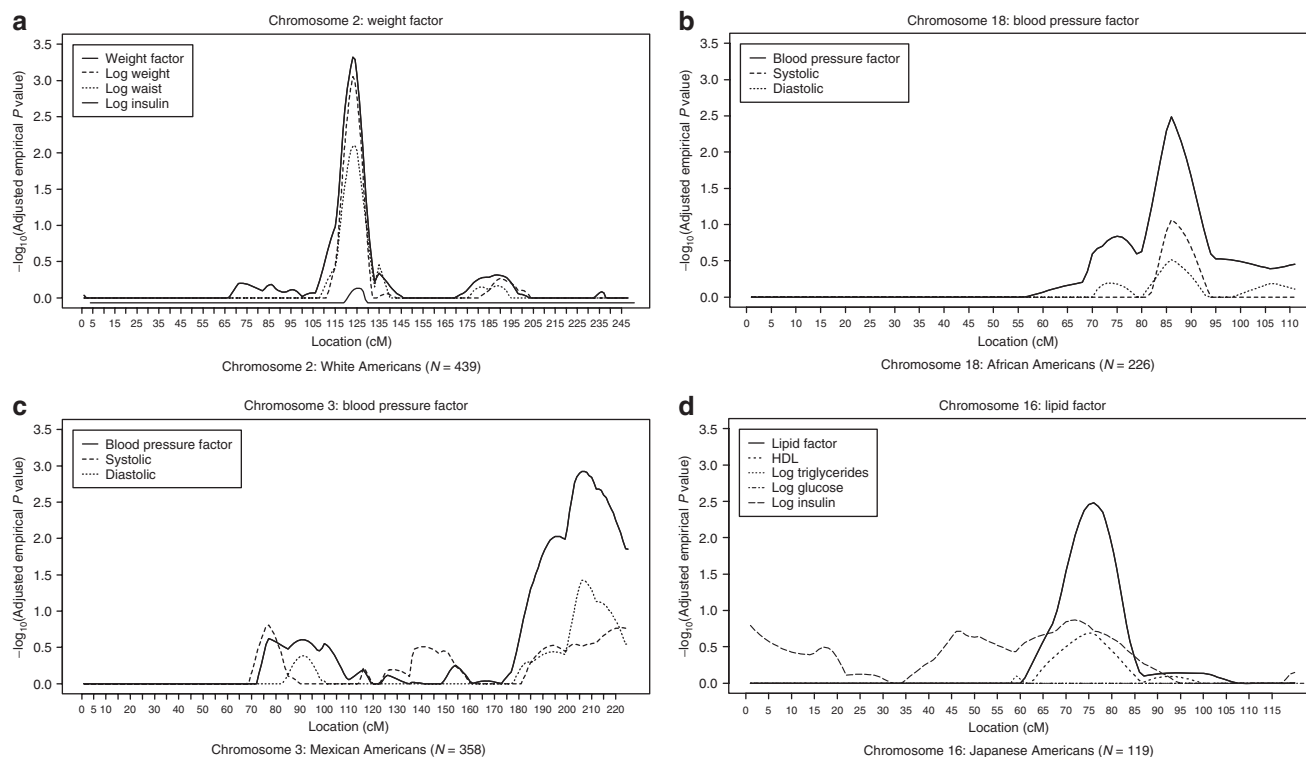 a
Chromosome 2: weight factor
−log10(Adjusted empirical P value)
3.5
3.0
2.5
2.0
1.5
1.0
0.5
0.0
Weight factor
Log weight
Log waist
Log insulin
0 5 15 25 35 45 55 65 75 85 95 105 115 125 135 145 155 165 175 185 195 205 215 225 235 245
Location (cM)
Chromosome 2: White Americans (N = 439)
b
Chromosome 18: blood pressure factor
−log10(Adjusted empirical P value)
3.5
3.0
2.5
2.0
1.5
1.0
0.5
0.0
Blood pressure factor
Systolic
Diastolic
0 5 10 15 20 25 30 35 40 45 50 55 60 65 70 75 80 85 90 95 100 105 110
Location (cM)
Chromosome 18: African Americans (N = 226)
c
Chromosome 3: blood pressure factor
−log10(Adjusted empirical P value)
3.5
3.0
2.5
2.0
1.5
1.0
0.5
0.0
Blood pressure factor
Systolic
Diastolic
0 5 10 20 30 40 50 60 70 80 90 100 110 120 130 140 150 160 170 180 190 200 210 220
Location (cM)
Chromosome 3: Mexican Americans (N = 358)
d
Chromosome 16: lipid factor
−log10(Adjusted empirical P value)
3.5
3.0
2.5
2.0
1.5
1.0
0.5
0.0
Lipid factor
HDL
Log triglycerides
Log glucose
Log insulin
0 5 10 15 20 25 30 35 40 45 50 55 60 65 70 75 80 85 90 95 100 105 110 115
Location (cM)
Chromosome 16: Japanese Americans (N = 119)